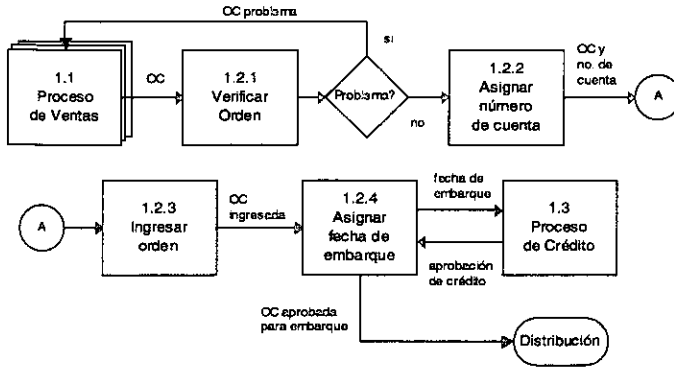 OC problema
si
1.1
Proceso
de Ventas
OC
1.2.1
Verificar
Orden
Problema?
no
1.2.2
Asignar
número
de cuenta
OC y
no. de
cuenta
A
A
1.2.3
Ingresar
orden
OC
ingresada
1.2.4
Asignar
fecha de
embarque
fecha de
embarque
1.3
Proceso
de Crédito
aprobación
de crédito
OC aprobada
para embarque
Distribución